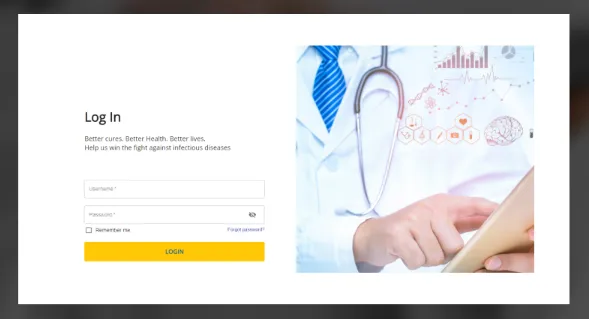 Log In
Better cures. Better Health. Better lives.
Help us win the fight against infectious diseases
Username *
Password *
Remember me
Forgot password?
LOGIN